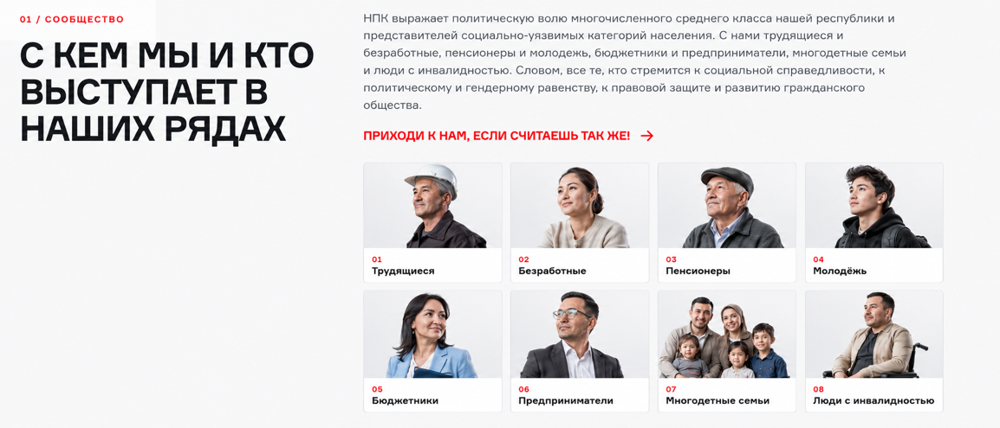 01 / СООБЩЕСТВО
С КЕМ МЫ И КТО
ВЫСТУПАЕТ В
НАШИХ РЯДАХ
НПК выражает политическую волю многочисленного среднего класса нашей республики и
представителей социально-уязвимых категорий населения. С нами трудящиеся и
безработные, пенсионеры и молодежь, бюджетники и предприниматели, многодетные семьи
и люди с инвалидностью. Словом, все те, кто стремится к социальной справедливости, к
политическому и гендерному равенству, к правовой защите и развитию гражданского
общества.
ПРИХОДИ К НАМ, ЕСЛИ СЧИТАЕШЬ ТАК ЖЕ! →
01
Трудящиеся
02
Безработные
03
Пенсионеры
04
Молодёжь
05
Бюджетники
06
Предприниматели
07
Многодетные семьи
08
Люди с инвалидностью